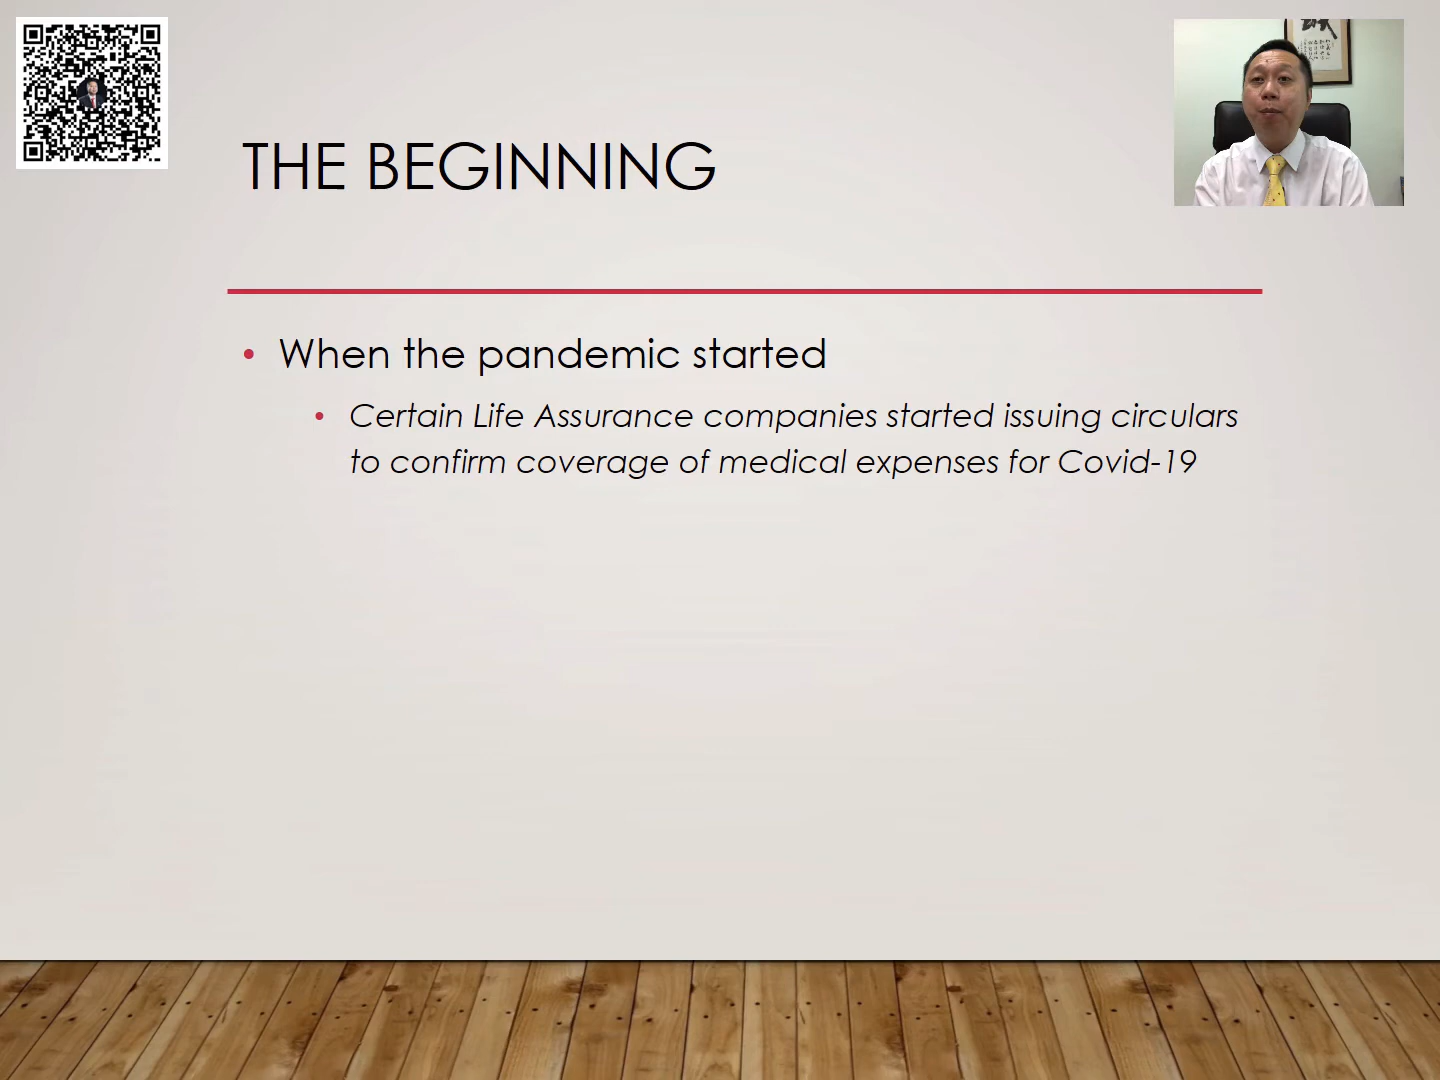 THE BEGINNING
• When the pandemic started
• Certain Life Assurance companies started issuing circulars
to confirm coverage of medical expenses for Covid-19